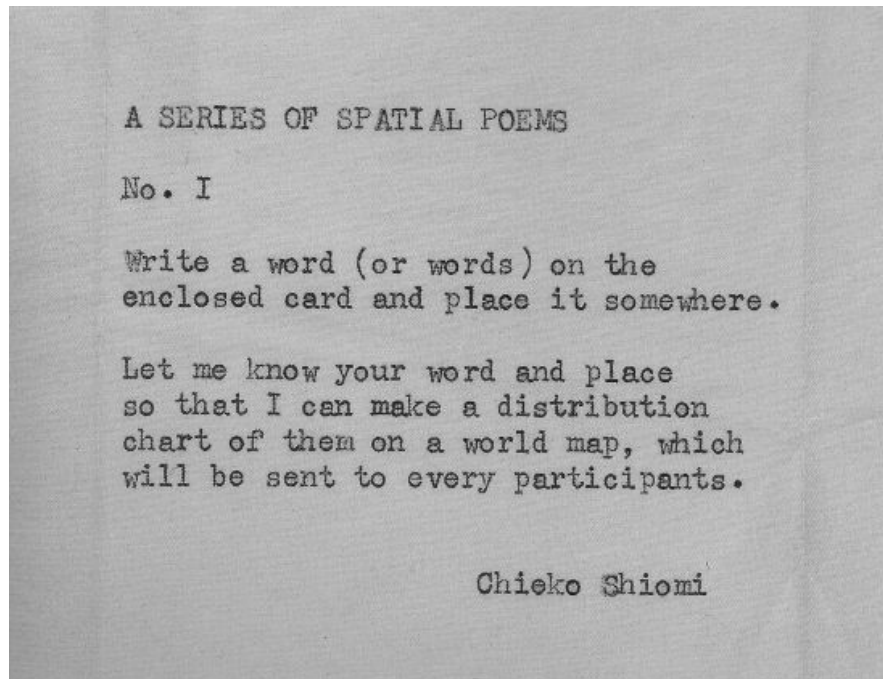 A SERIES OF SPATIAL POEMS
No. I
Write a word (or words) on the
enclosed card and place it somewhere.
Let me know your word and place
so that I can make a distribution
chart of them on a world map, which
will be sent to every participants.
Chieko Shiomi